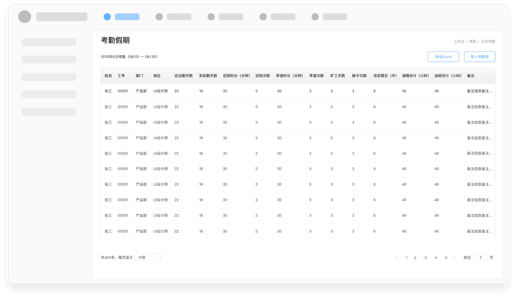 考勤假期
工作台 > 考勤 > 公司考勤
2019年6月考勤 (06/01 — 06/30)
导出Excel 导入考勤表
姓名 工号 部门 岗位 应出勤天数 实际勤天数 迟到时长（分钟） 迟到次数 早退时长（分钟） 早退次数 旷工天数 缺卡次数 法定假日（天） 请假合计（小时） 加班合计（小时） 备注
张三 00001 产品部 UI设计师 22 18 30 3 30 3 3 3 6 48 48 备注信息备注...
张三 00001 产品部 UI设计师 22 18 30 3 30 3 3 3 6 48 48 备注信息备注...
张三 00001 产品部 UI设计师 22 18 30 3 30 3 3 3 6 48 48 备注信息备注...
张三 00001 产品部 UI设计师 22 18 30 3 30 3 3 3 6 48 48 备注信息备注...
张三 00001 产品部 UI设计师 22 18 30 3 30 3 3 3 6 48 48 备注信息备注...
张三 00001 产品部 UI设计师 22 18 30 3 30 3 3 3 6 48 48 备注信息备注...
张三 00001 产品部 UI设计师 22 18 30 3 30 3 3 3 6 48 48 备注信息备注...
张三 00001 产品部 UI设计师 22 18 30 3 30 3 3 3 6 48 48 备注信息备注...
张三 00001 产品部 UI设计师 22 18 30 3 30 3 3 3 6 48 48 备注信息备注...
张三 00001 产品部 UI设计师 22 18 30 3 30 3 3 3 6 48 48 备注信息备注...
共400条，每页显示 10条 < 1 2 3 4 5 > 前往 5 页